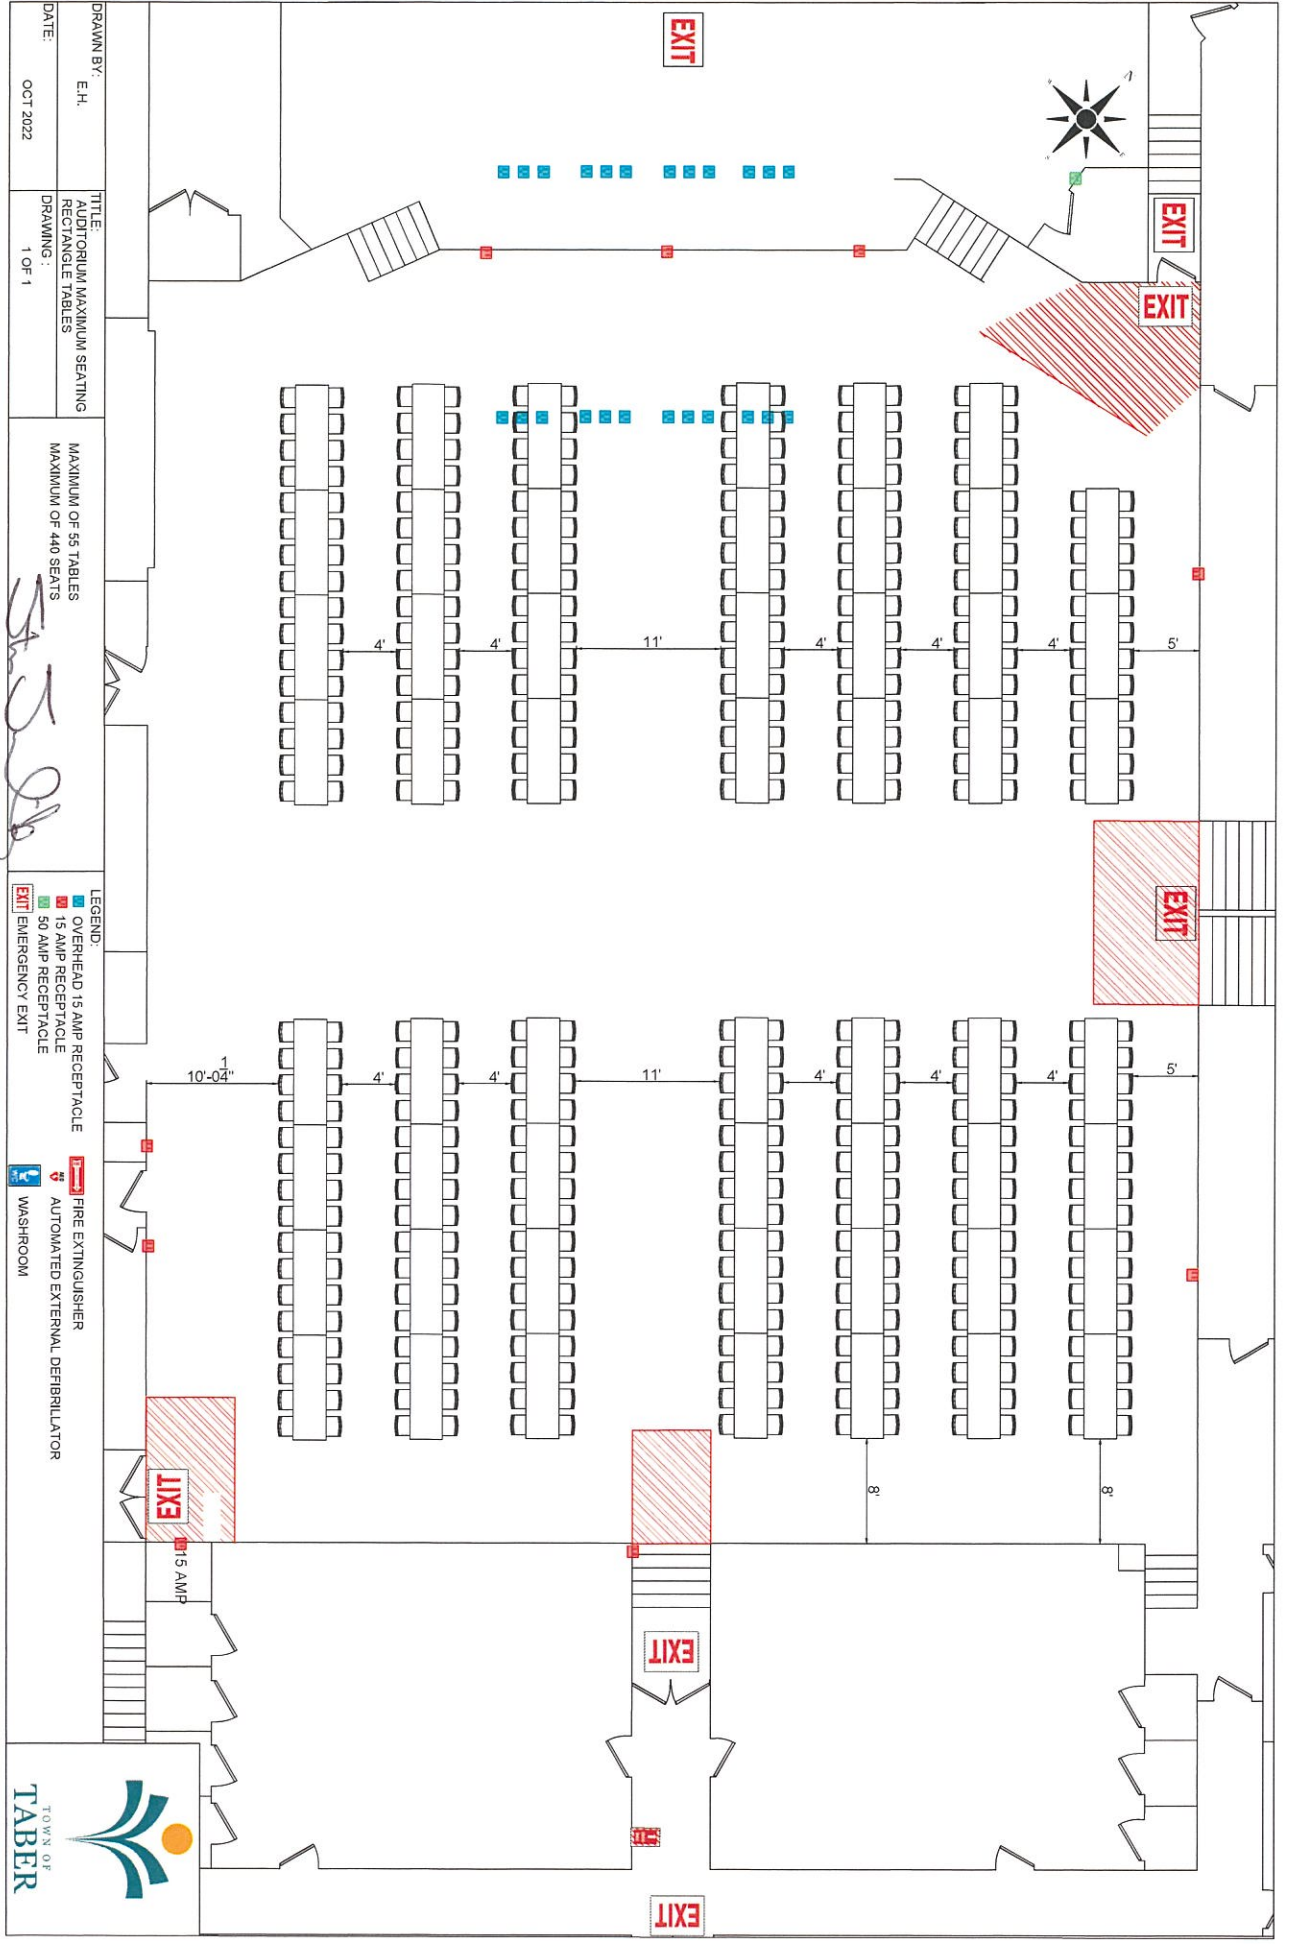 EXIT
EXIT
EXIT
4'
4'
11'
4'
4'
4'
5'
EXIT
10'-0 1/4"
4'
4'
11'
4'
4'
4'
5'
8'
8'
EXIT
15 AMP
EXIT
EXIT
DRAWN BY: E.H.
DATE: OCT 2022
TITLE: AUDITORIUM MAXIMUM SEATING
RECTANGLE TABLES
DRAWING : 1 OF 1
MAXIMUM OF 55 TABLES
MAXIMUM OF 440 SEATS
LEGEND:
OVERHEAD 15 AMP RECEPTACLE
15 AMP RECEPTACLE
50 AMP RECEPTACLE
EXIT EMERGENCY EXIT
FIRE EXTINGUISHER
AED AUTOMATED EXTERNAL DEFIBRILLATOR
WC WASHROOM
TOWN OF
TABER